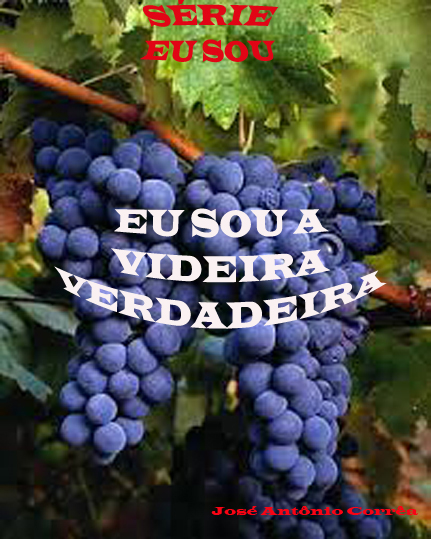 SÉRIE
EU SOU
EU SOU A
VIDEIRA
VERDADEIRA
José Antônio Corrêa